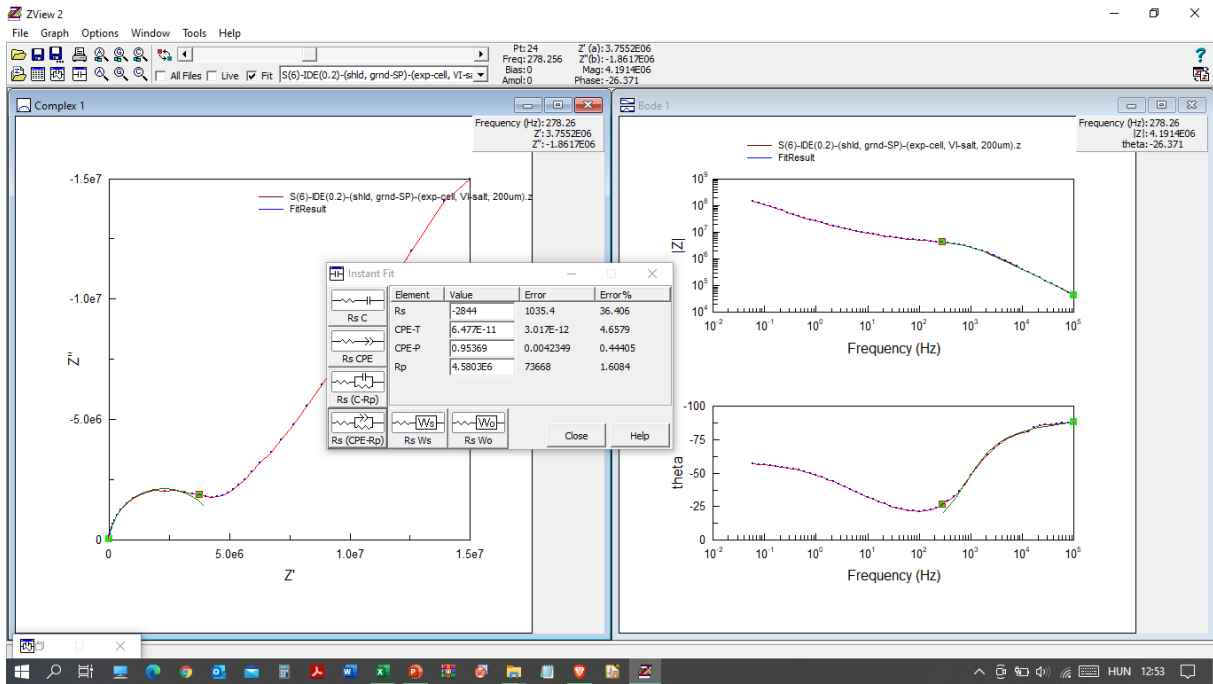 ZView 2
File Graph Options Window Tools Help
Pt: 24 Z' (a): 3.7552E06
Freq: 278.256 Z''(b): -1.8617E06
Bias: 0 Mag: 4.1914E06
Ampl: 0 Phase: -26.371
All Files Live Fit S(6)-IDE(0.2)-(shld, grnd-SP)-(exp-cell, VI-sa
Complex 1
Frequency (Hz): 278.26
Z': 3.7552E06
Z'': -1.8617E06
S(6)-IDE(0.2)-(shld, grnd-SP)-(exp-cell, VI-salt, 200um).z
FitResult
-1.5e7
-1.0e7
-5.0e6
0
Z''
0 5.0e6 1.0e7 1.5e7
Z'
Instant Fit
Rs C
Rs CPE
Rs (C-Rp)
Rs (CPE-Rp)
Rs Ws
Rs Wo
Element Value Error Error%
Rs -2844 1035.4 36.406
CPE-T 6.477E-11 3.017E-12 4.6579
CPE-P 0.95369 0.0042349 0.44405
Rp 4.5803E6 73668 1.6084
Ws
Wo
Close Help
Bode 1
Frequency (Hz): 278.26
|Z|: 4.1914E06
theta: -26.371
S(6)-IDE(0.2)-(shld, grnd-SP)-(exp-cell, VI-salt, 200um).z
FitResult
10⁹
10⁸
10⁷
10⁶
10⁵
10⁴
|Z|
10⁻² 10⁻¹ 10⁰ 10¹ 10² 10³ 10⁴ 10⁵
Frequency (Hz)
-100
-75
-50
-25
0
theta
10⁻² 10⁻¹ 10⁰ 10¹ 10² 10³ 10⁴ 10⁵
Frequency (Hz)
HUN 12:53